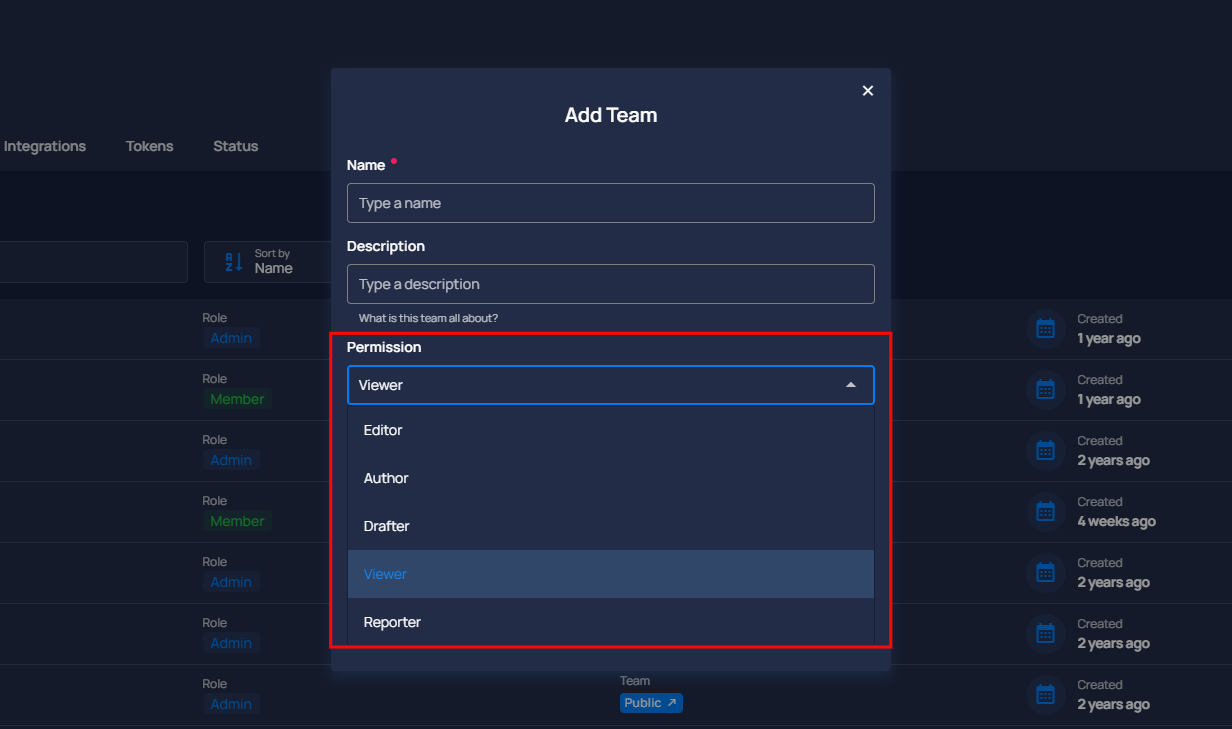 Add Team
Integrations Tokens Status
Name •
Type a name
Description
Sort by
Name
Type a description
What is this team all about?
Role
Admin
Created
1 year ago
Permission
Viewer
Role
Member
Created
1 year ago
Editor
Role
Admin
Created
2 years ago
Author
Role
Member
Created
4 weeks ago
Drafter
Role
Admin
Created
2 years ago
Viewer
Role
Admin
Created
2 years ago
Reporter
Role
Admin
Team
Public
Created
2 years ago